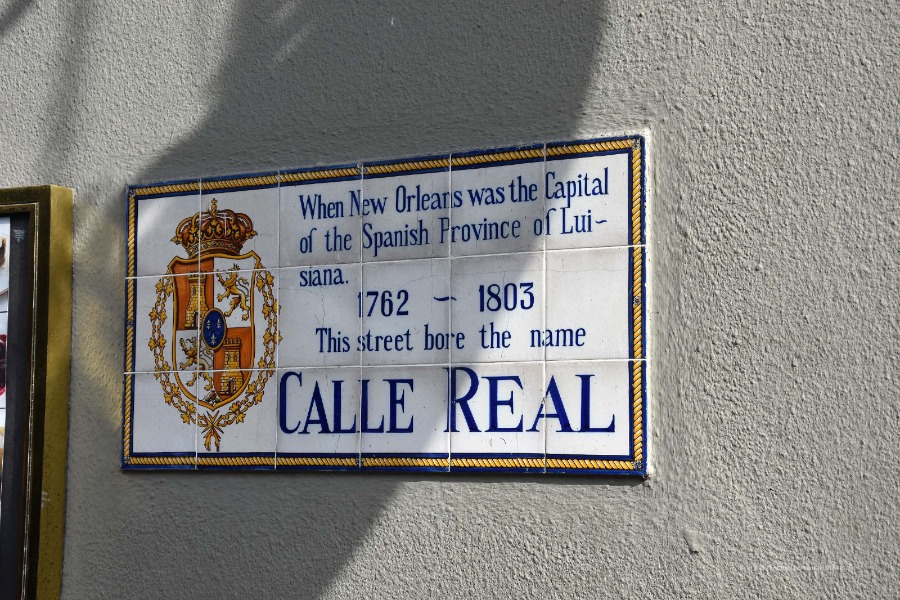 When New Orleans was the Capital
of the Spanish Province of Lui-
siana.
1762 - 1803
This street bore the name
CALLE REAL